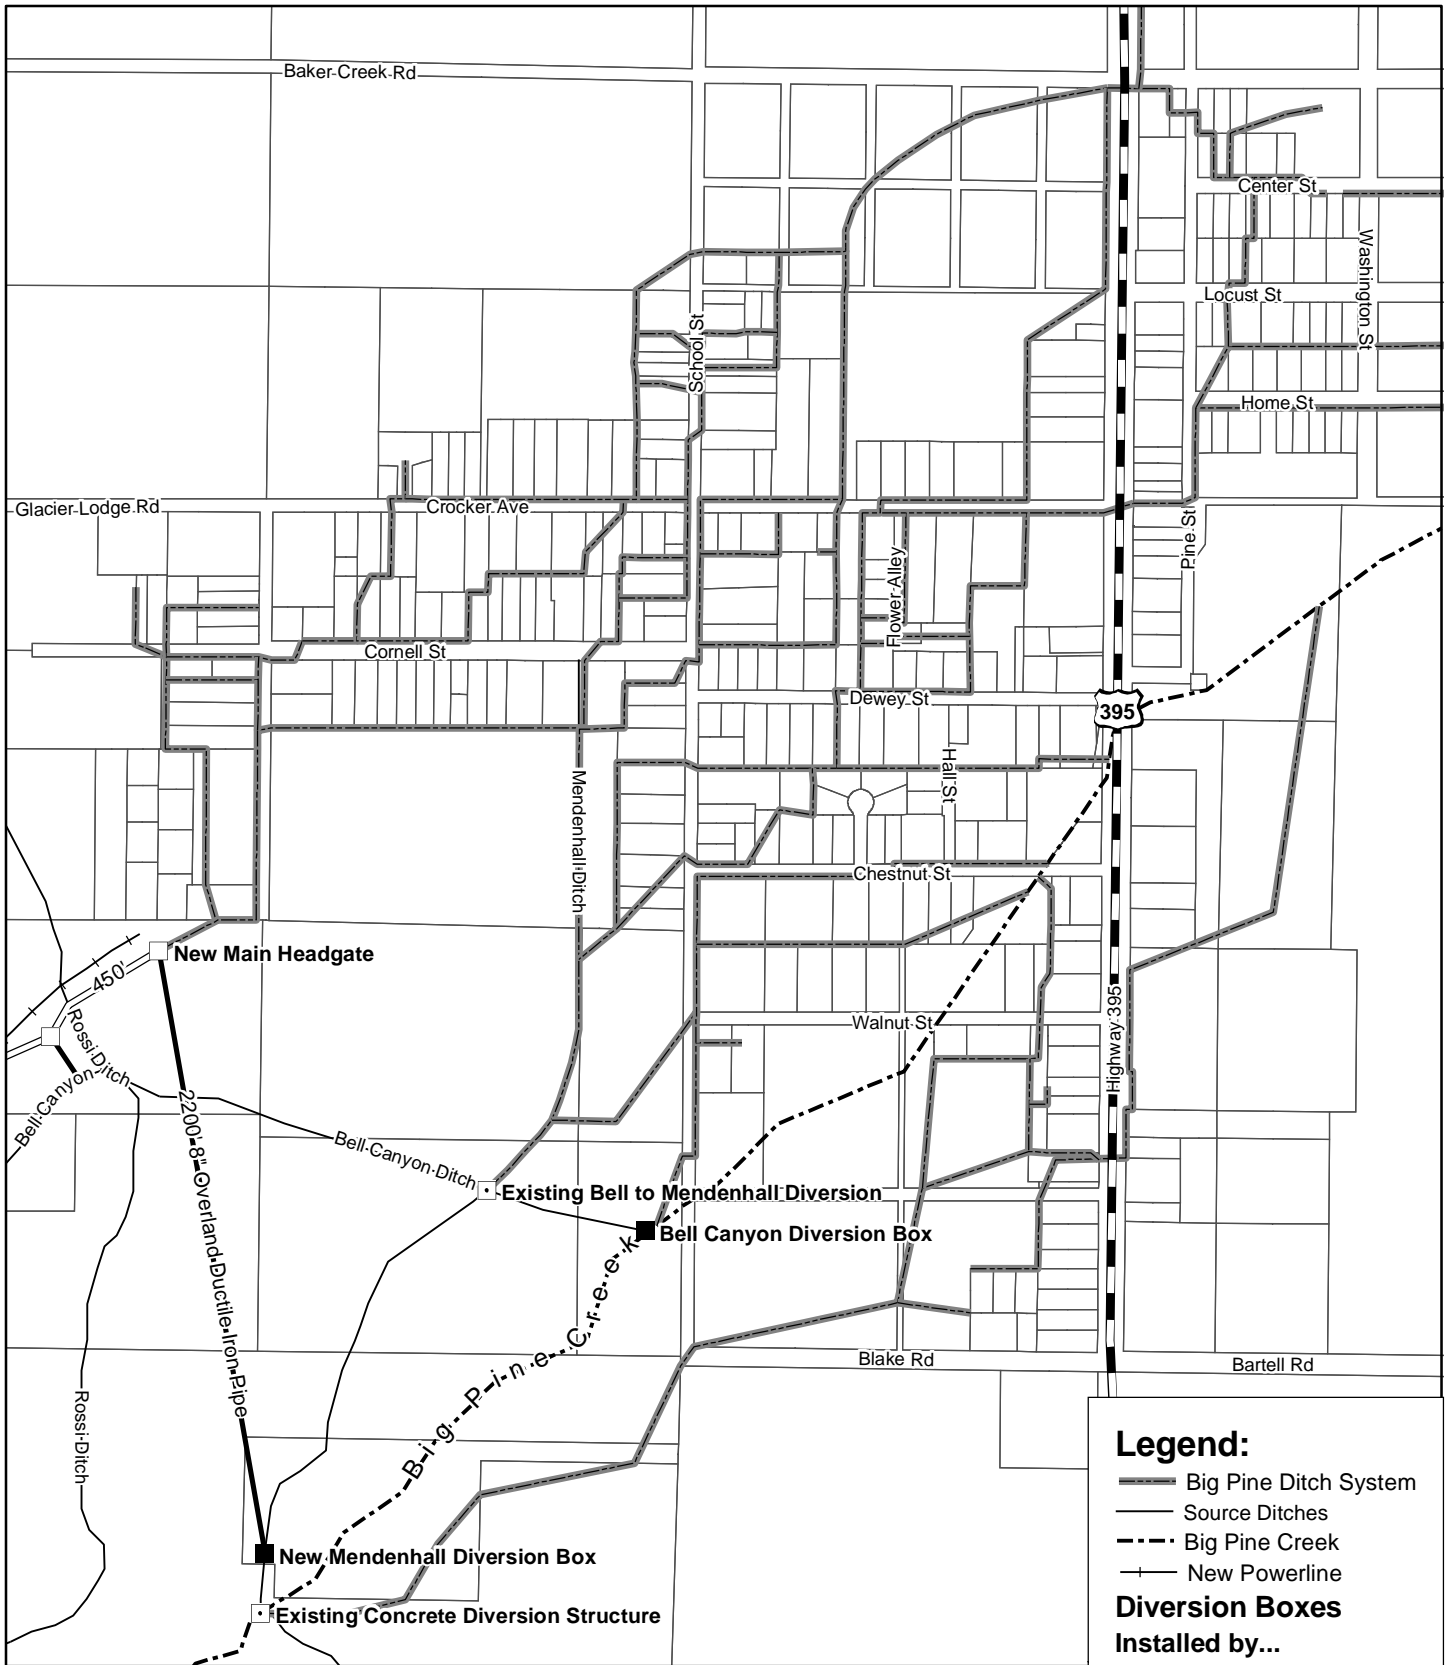 Baker Creek Rd
Center St
Washington St
Locust St
School St
Home St
Glacier Lodge Rd
Crocker Ave
Pine St
Flower Alley
Cornell St
Dewey St
395
Hall St
Mendenhall Ditch
Chestnut St
New Main Headgate
450'
Rossi Ditch
Walnut St
Highway 395
Bell Canyon
Ditch
2200' 8" Overland Ductile Iron Pipe
Bell Canyon Ditch
Existing Bell to Mendenhall Diversion
Bell Canyon Diversion Box
Big Pine Creek
Blake Rd
Bartell Rd
Rossi Ditch
New Mendenhall Diversion Box
Existing Concrete Diversion Structure
Legend:
Big Pine Ditch System
Source Ditches
Big Pine Creek
New Powerline
Diversion Boxes
Installed by...